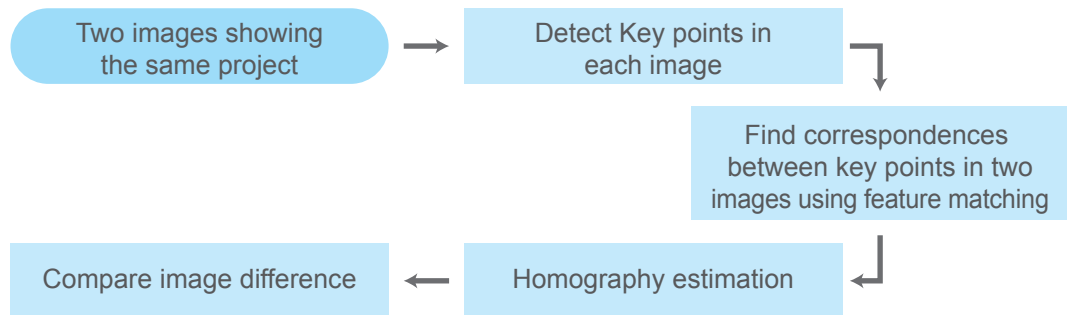 Two images showing
the same project
Detect Key points in
each image
Find correspondences
between key points in two
images using feature matching
Homography estimation
Compare image difference